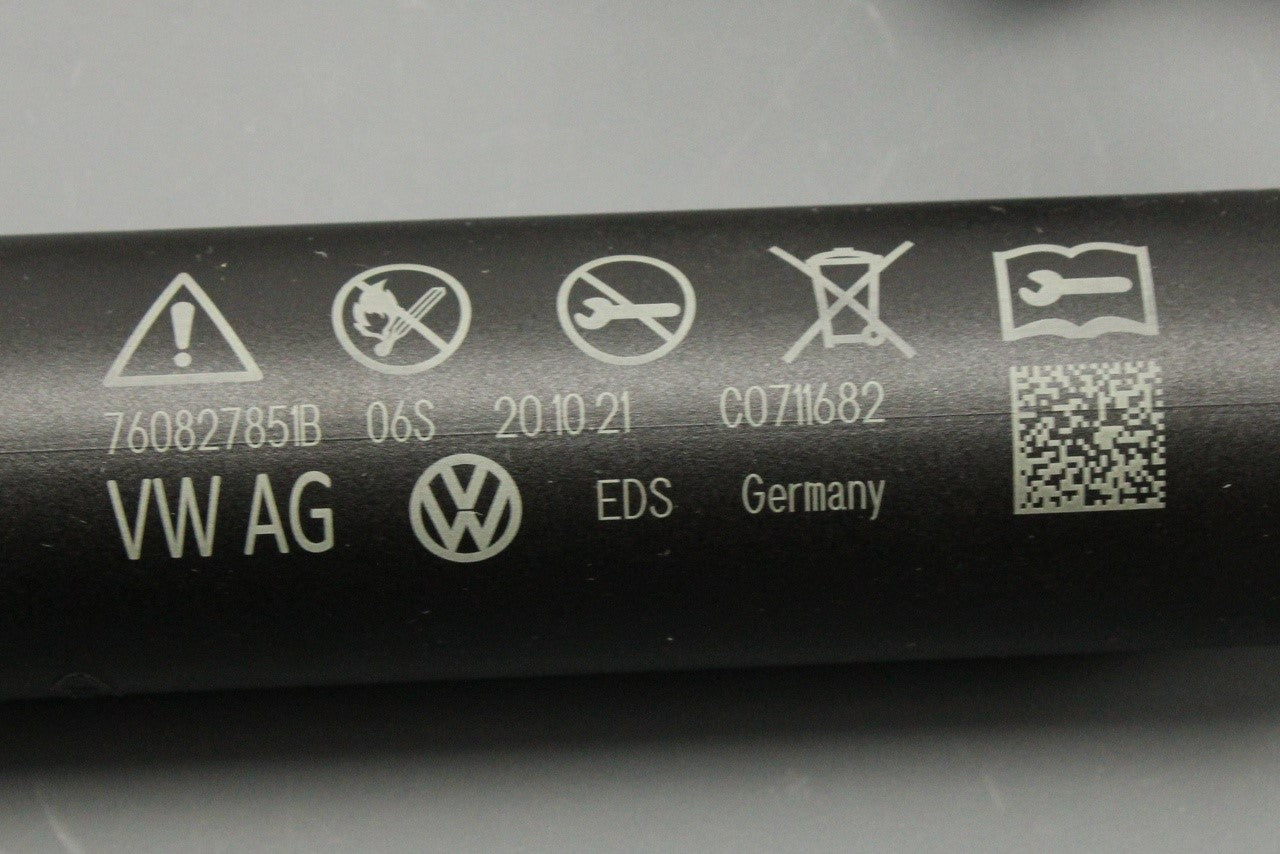 760827851B 06S 20.10.21 C0711682
VW AG EDS Germany